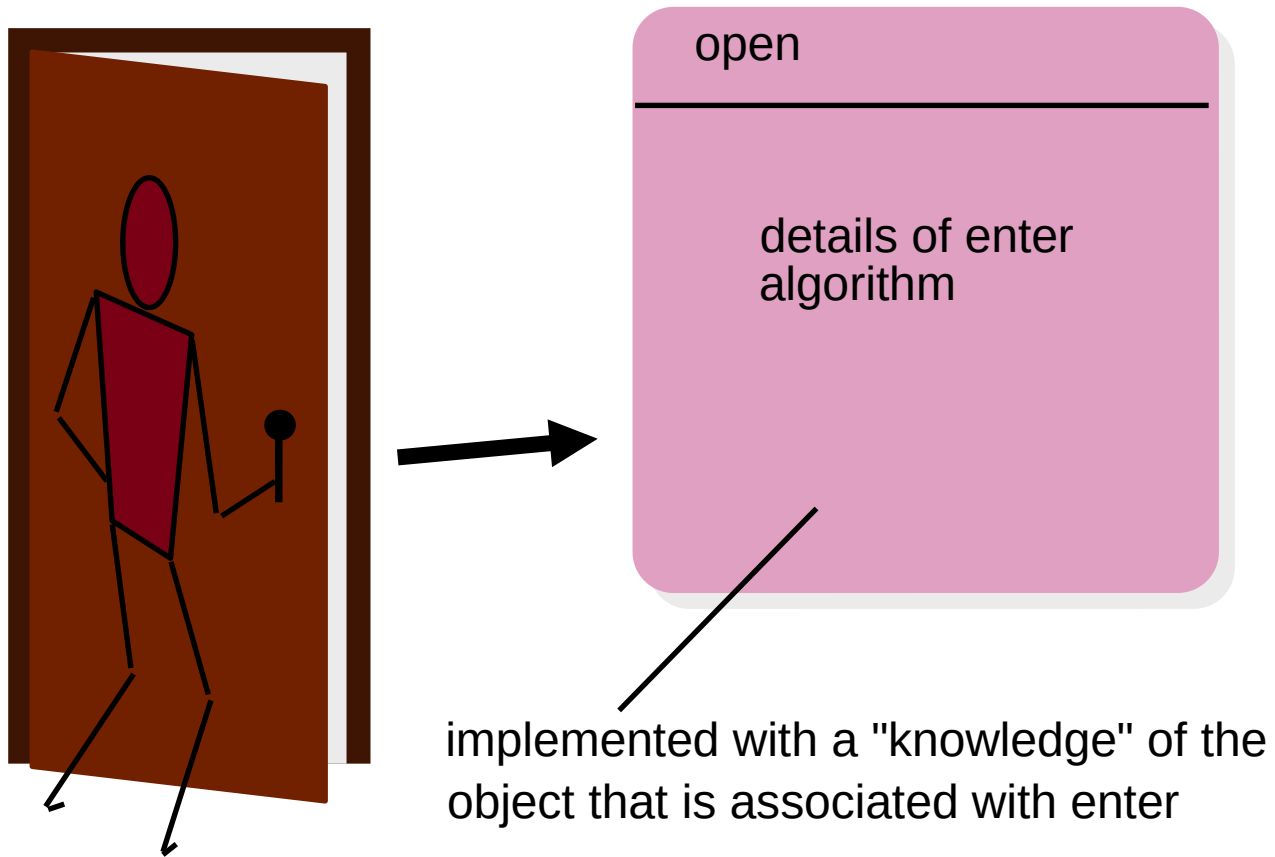 open
details of enter
algorithm
implemented with a "knowledge" of the
object that is associated with enter